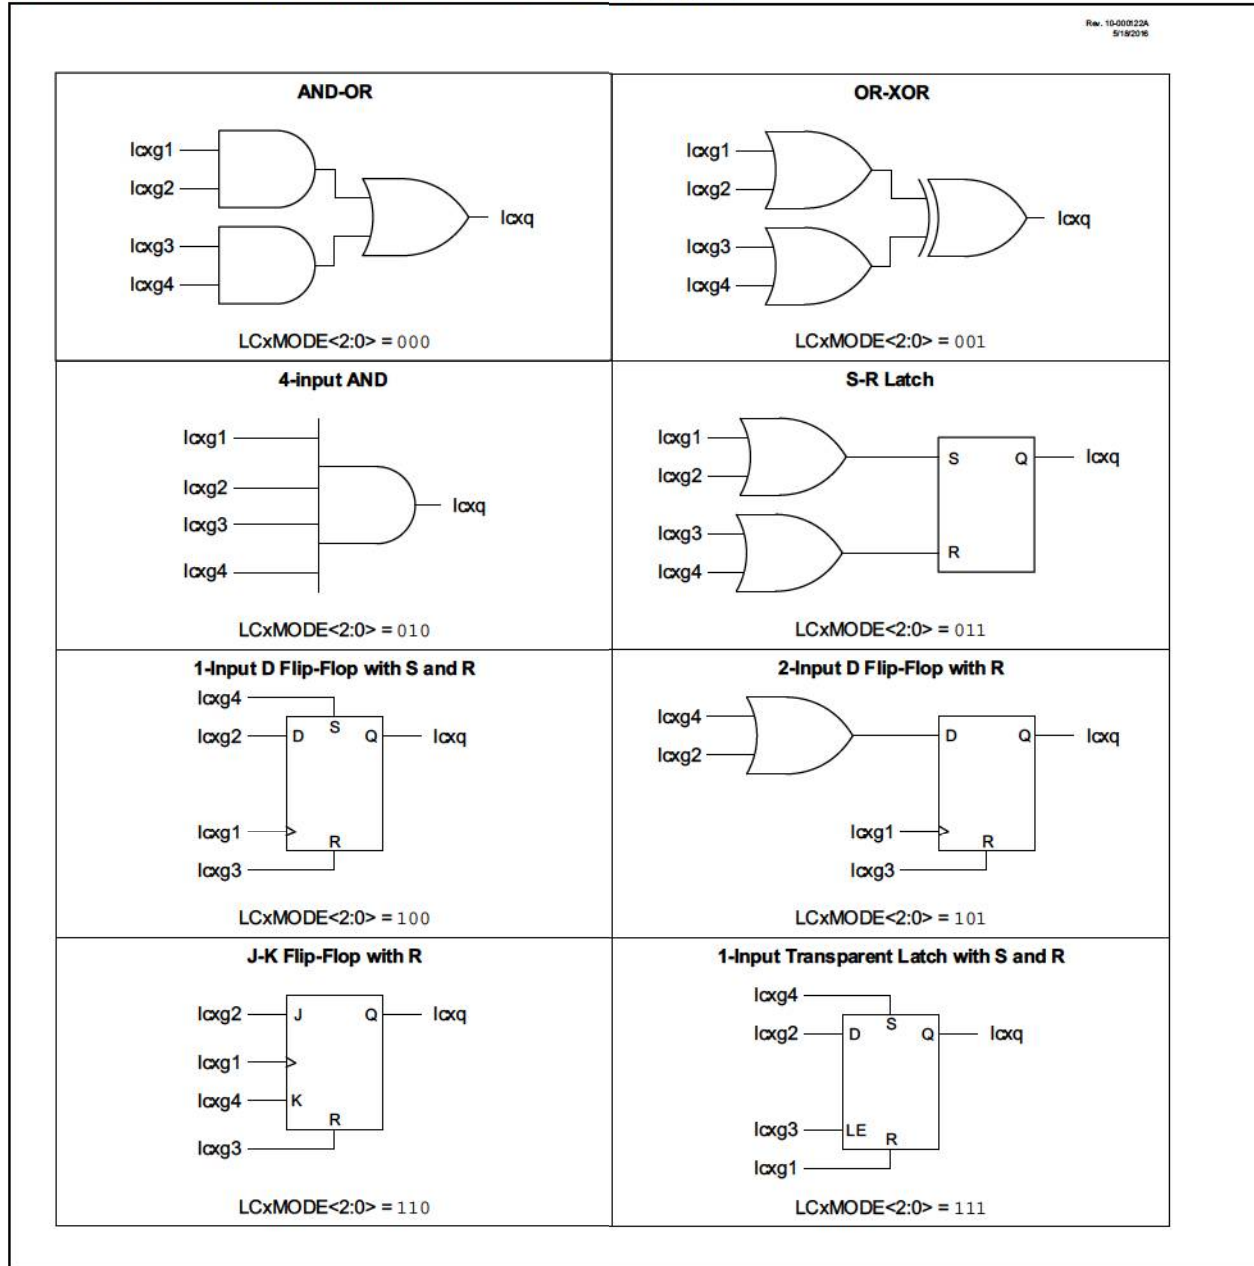 Rev. 10-000122A
5/18/2016
AND-OR
lcxg1
lcxg2
lcxg3
lcxg4
lcxq
LCxMODE<2:0> = 000
OR-XOR
lcxg1
lcxg2
lcxg3
lcxg4
lcxq
LCxMODE<2:0> = 001
4-input AND
lcxg1
lcxg2
lcxg3
lcxg4
lcxq
LCxMODE<2:0> = 010
S-R Latch
lcxg1
lcxg2
lcxg3
lcxg4
S Q lcxq
R
LCxMODE<2:0> = 011
1-Input D Flip-Flop with S and R
lcxg4
S
lcxg2 D Q lcxq
lcxg1
R
lcxg3
LCxMODE<2:0> = 100
2-Input D Flip-Flop with R
lcxg4
lcxg2
D Q lcxq
lcxg1
R
lcxg3
LCxMODE<2:0> = 101
J-K Flip-Flop with R
lcxg2 J Q lcxq
lcxg1
lcxg4 K
R
lcxg3
LCxMODE<2:0> = 110
1-Input Transparent Latch with S and R
lcxg4
S
lcxg2 D Q lcxq
lcxg3 LE
R
lcxg1
LCxMODE<2:0> = 111